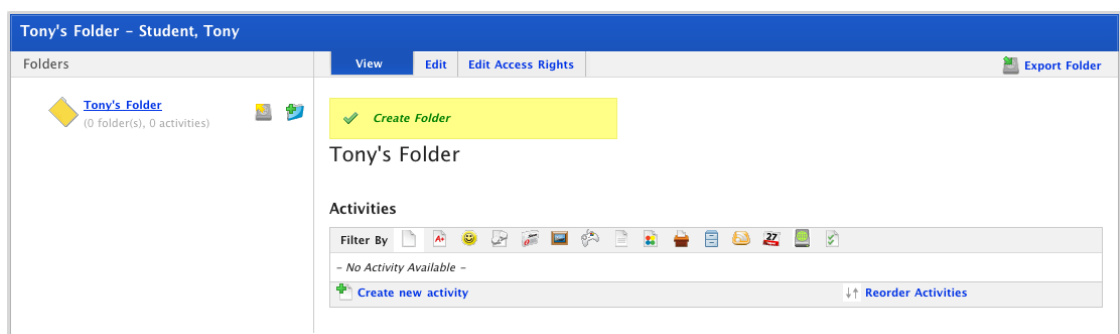 Tony's Folder – Student, Tony
Folders
View
Edit
Edit Access Rights
Export Folder
Tony's Folder
(0 folder(s), 0 activities)
Create Folder
Tony's Folder
Activities
Filter By
A+
27
– No Activity Available –
Create new activity
Reorder Activities